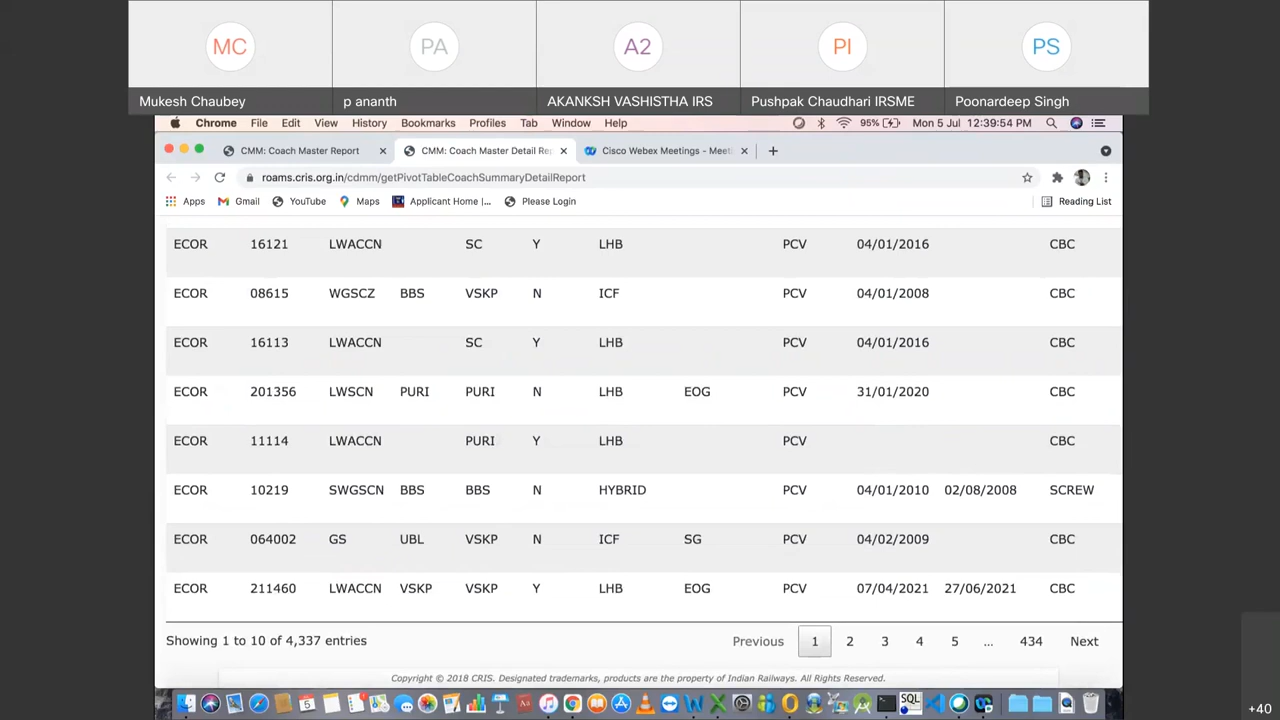 MC PA A2 PI PS
Mukesh Chaubey p ananth AKANKSH VASHISTHA IRS Pushpak Chaudhari IRSME Poonardeep Singh
Chrome File Edit View History Bookmarks Profiles Tab Window Help 95% Mon 5 Jul 12:39:54 PM
CMM: Coach Master Report CMM: Coach Master Detail Re Cisco Webex Meetings - Meet
roams.cris.org.in/cdmm/getPivotTableCoachSummaryDetailReport
Apps Gmail YouTube Maps Applicant Home |... Please Login Reading List
ECOR 16121 LWACCN SC Y LHB PCV 04/01/2016 CBC
ECOR 08615 WGSCZ BBS VSKP N ICF PCV 04/01/2008 CBC
ECOR 16113 LWACCN SC Y LHB PCV 04/01/2016 CBC
ECOR 201356 LWSCN PURI PURI N LHB EOG PCV 31/01/2020 CBC
ECOR 11114 LWACCN PURI Y LHB PCV CBC
ECOR 10219 SWGSCN BBS BBS N HYBRID PCV 04/01/2010 02/08/2008 SCREW
ECOR 064002 GS UBL VSKP N ICF SG PCV 04/02/2009 CBC
ECOR 211460 LWACCN VSKP VSKP Y LHB EOG PCV 07/04/2021 27/06/2021 CBC
Showing 1 to 10 of 4,337 entries Previous 1 2 3 4 5 ... 434 Next
Copyright © 2018 CRIS. Designated trademarks, products are the property of Indian Railways. All Rights Reserved.
SQL
+40